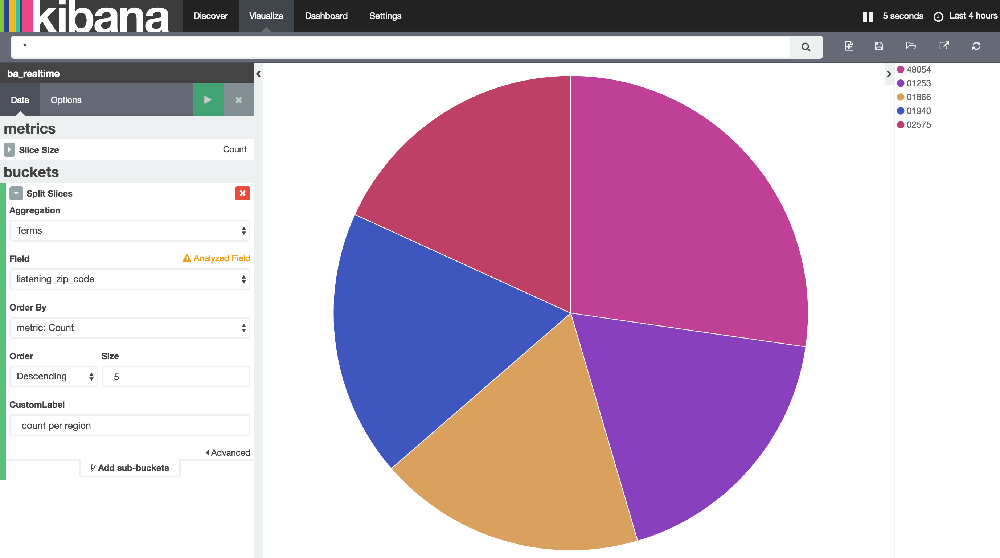 kibana
Discover
Visualize
Dashboard
Settings
5 seconds
Last 4 hours
*
ba_realtime
Data
Options
metrics
Slice Size
Count
buckets
Split Slices
Aggregation
Terms
Field
Analyzed Field
listening_zip_code
Order By
metric: Count
Order
Size
Descending
5
CustomLabel
count per region
Advanced
Add sub-buckets
48054
01253
01866
01940
02575